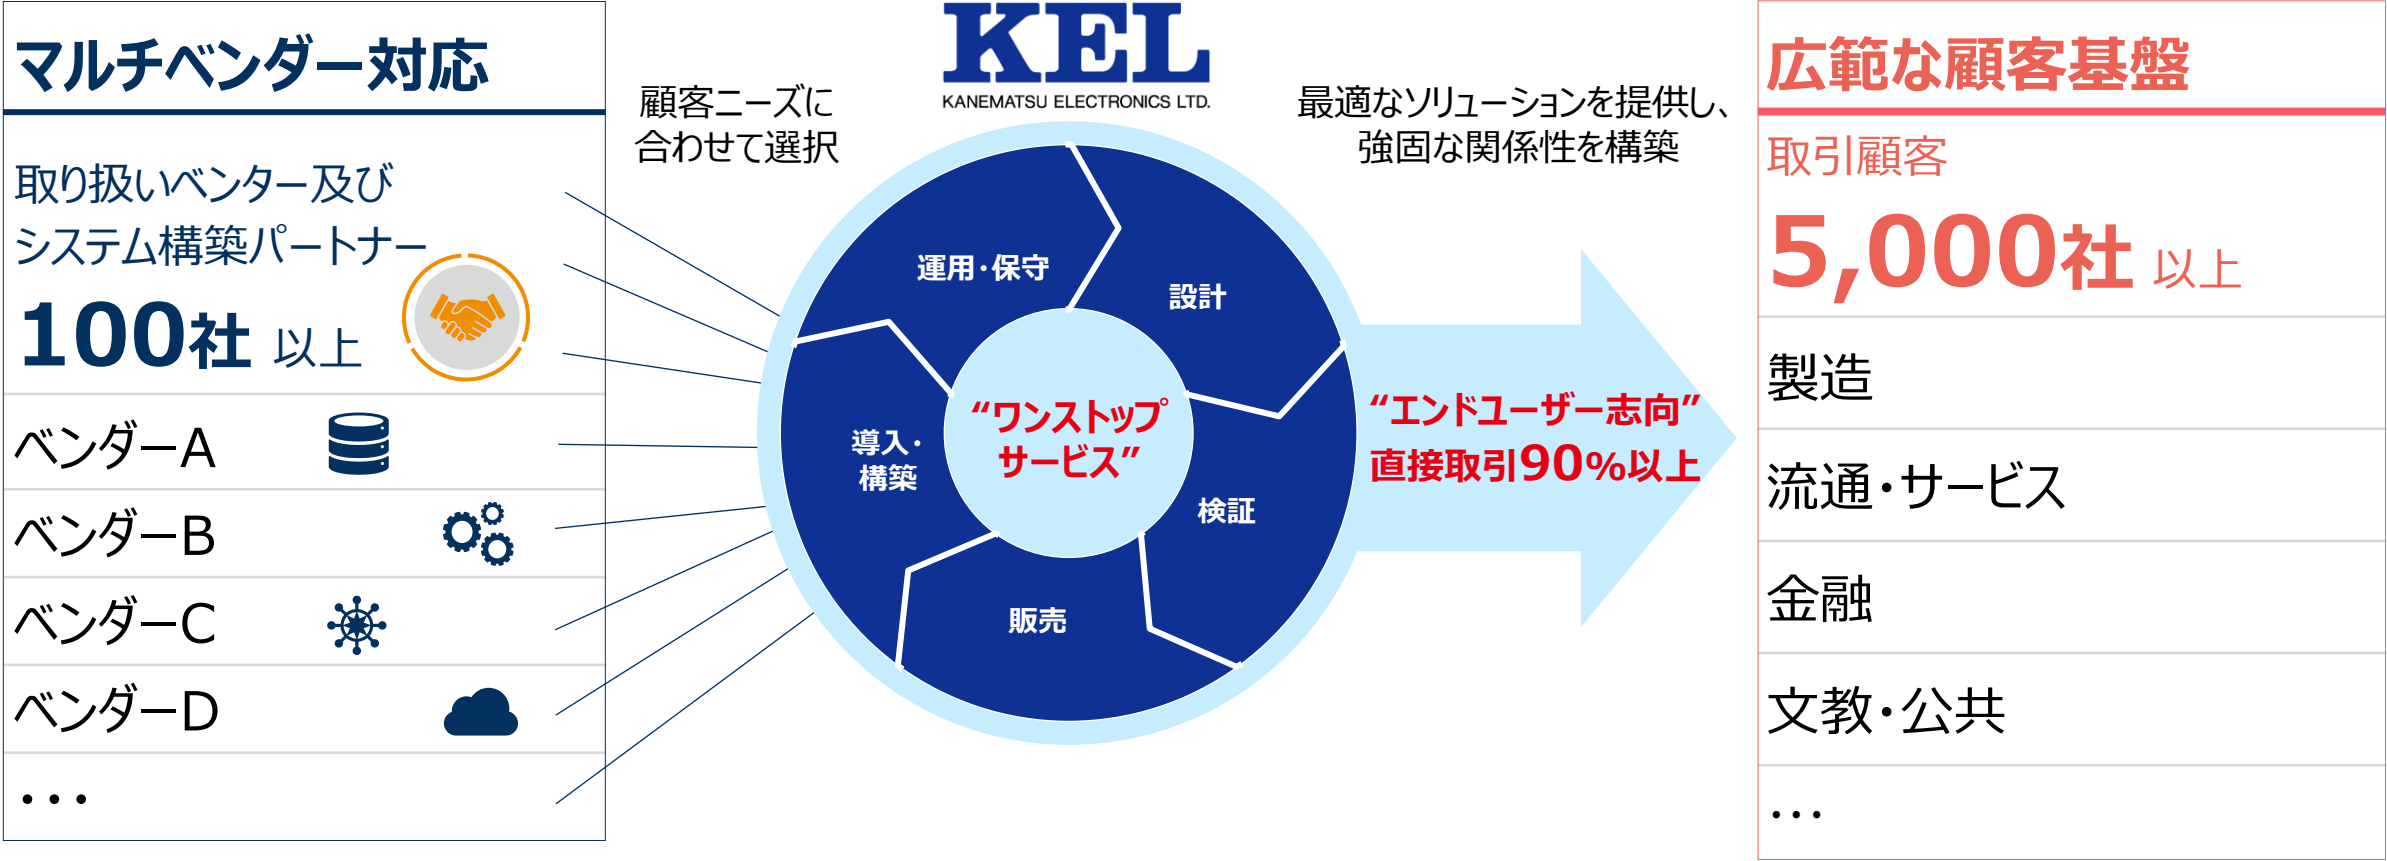 マルチベンダー対応
取り扱いベンター及び
システム構築パートナー
100社 以上
ベンダーA
ベンダーB
ベンダーC
ベンダーD
・・・
顧客ニーズに
合わせて選択
KEL
KANEMATSU ELECTRONICS LTD.
最適なソリューションを提供し、
強固な関係性を構築
運用・保守
設計
導入・
構築
検証
販売
“ワンストップ
サービス”
“エンドユーザー志向”
直接取引90%以上
広範な顧客基盤
取引顧客
5,000社 以上
製造
流通・サービス
金融
文教・公共
・・・